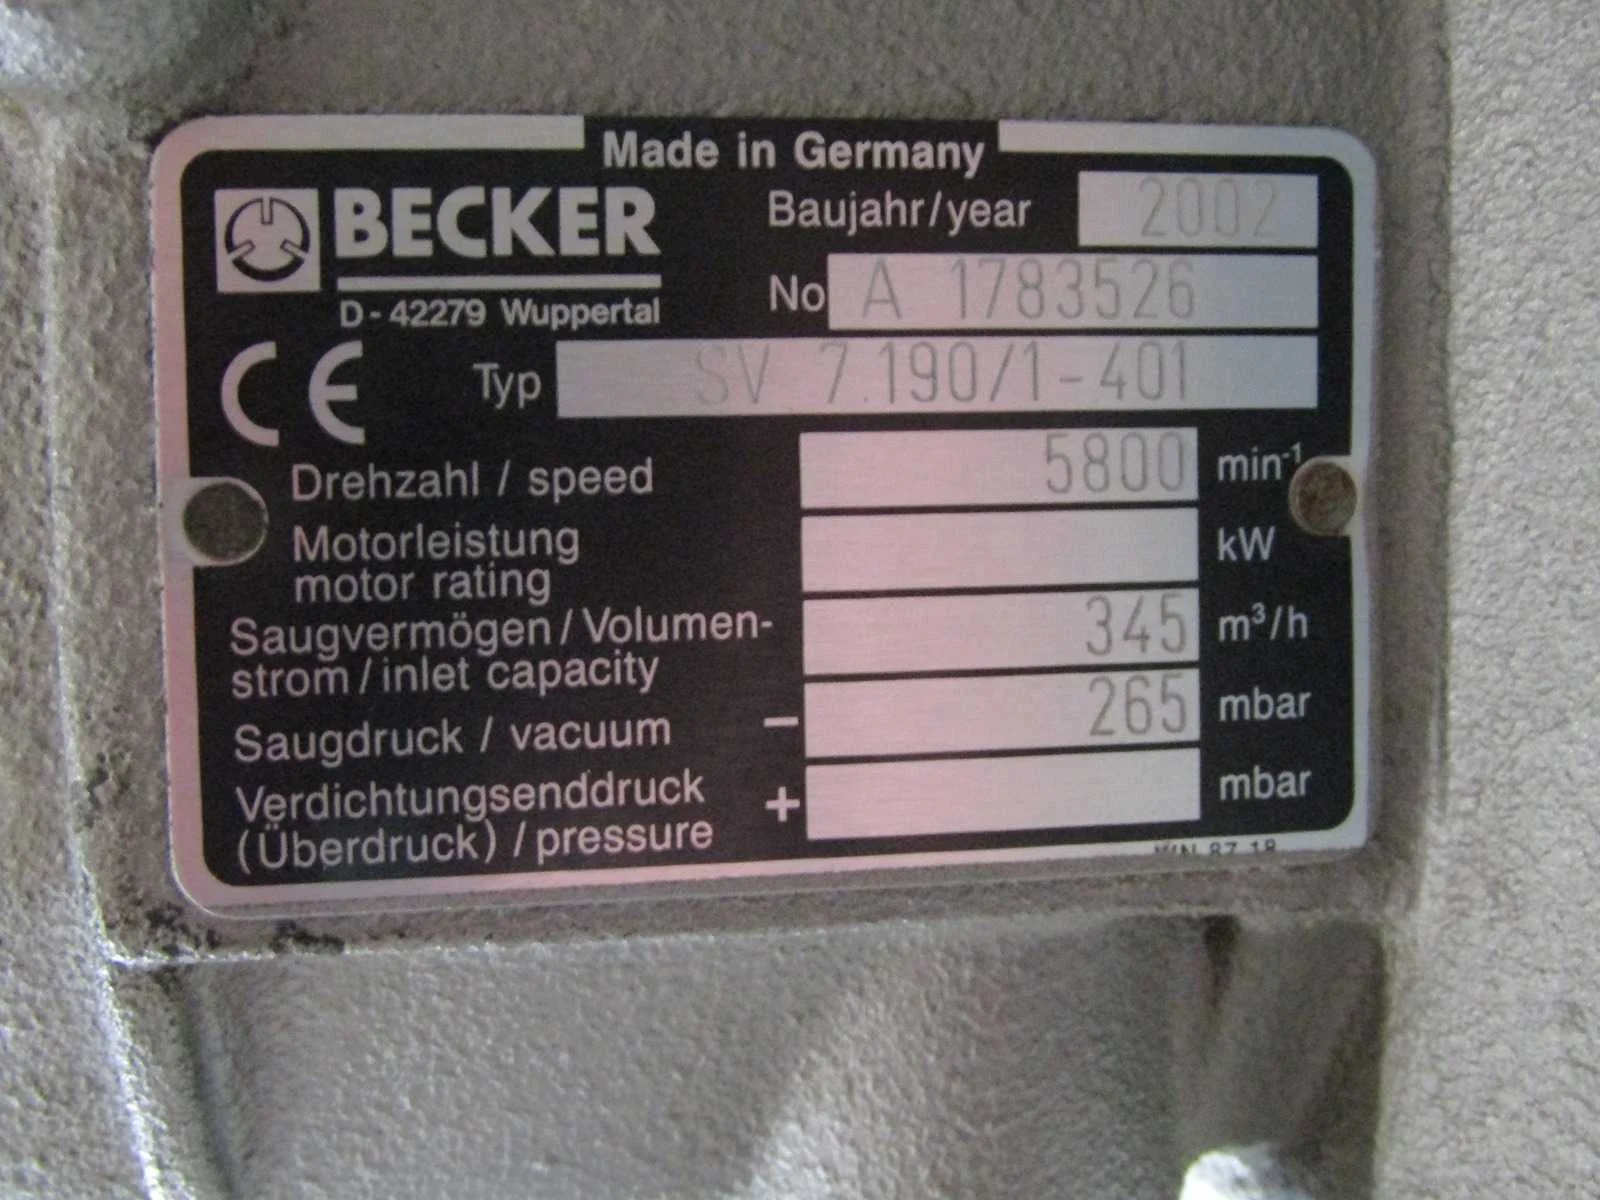 Made in Germany
BECKER
D-42279 Wuppertal
Baujahr/year 2002
No A 1783526
CE Typ SV 7.190/1-401
Drehzahl / speed 5800 min⁻¹
Motorleistung
motor rating kW
Saugvermögen/Volumen-
strom/inlet capacity 345 m³/h
Saugdruck / vacuum − 265 mbar
Verdichtungsenddruck
(Überdruck) / pressure + mbar